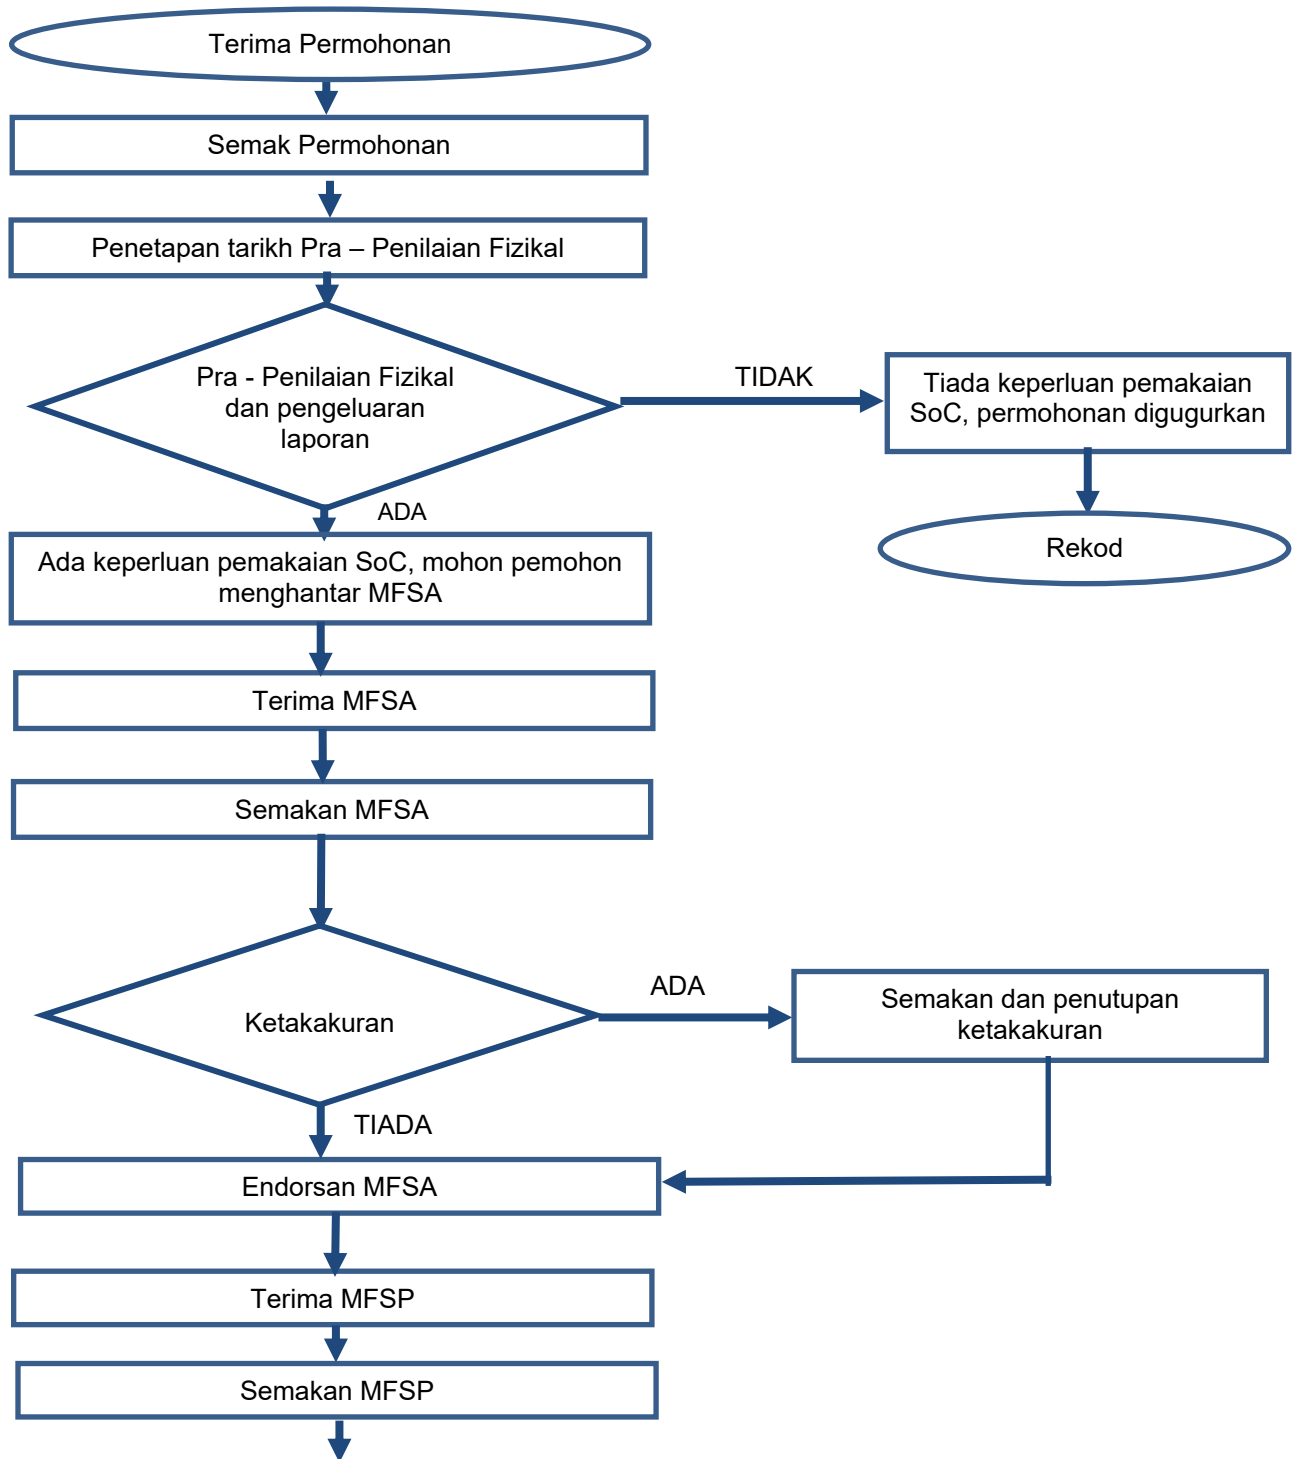 Terima Permohonan
Semak Permohonan
Penetapan tarikh Pra – Penilaian Fizikal
Pra - Penilaian Fizikal
dan pengeluaran
laporan
TIDAK
Tiada keperluan pemakaian
SoC, permohonan digugurkan
Rekod
ADA
Ada keperluan pemakaian SoC, mohon pemohon
menghantar MFSA
Terima MFSA
Semakan MFSA
Ketakakuran
ADA
Semakan dan penutupan
ketakakuran
TIADA
Endorsan MFSA
Terima MFSP
Semakan MFSP